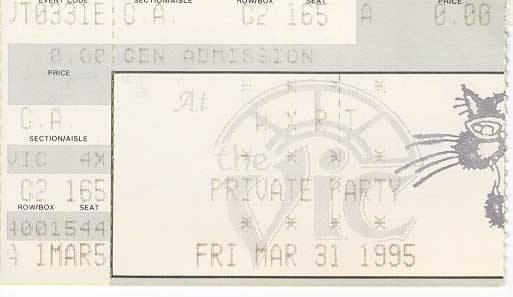 EVENT CODE SECTION/AISLE ROW/BOX SEAT PRICE
JT0331E G.A. G2 165 A 0.00
0.00 GEN ADMISSION
PRICE
At
G.A. WXRT
SECTION/AISLE
VIC 4X the
G2 165 PRIVATE PARTY
ViC
ROW/BOX SEAT
4001544
A 1MAR5 FRI MAR 31 1995